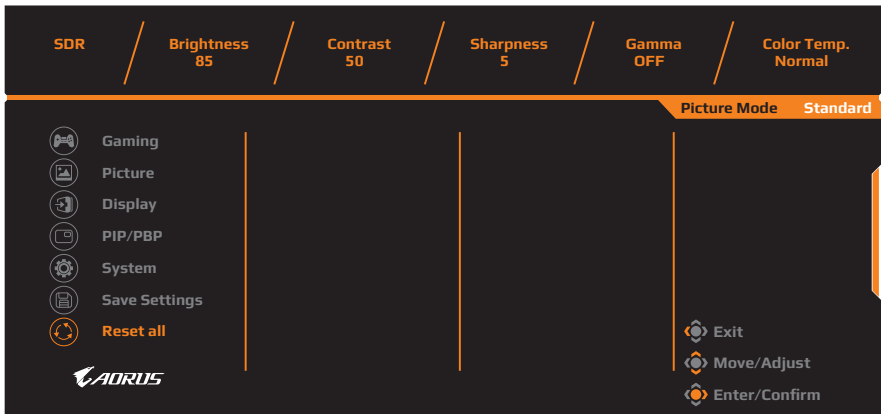 SDR
Brightness
85
Contrast
50
Sharpness
5
Gamma
OFF
Color Temp.
Normal
Picture Mode Standard
Gaming
Picture
Display
PIP/PBP
System
Save Settings
Reset all
Exit
Move/Adjust
Enter/Confirm
AORUS